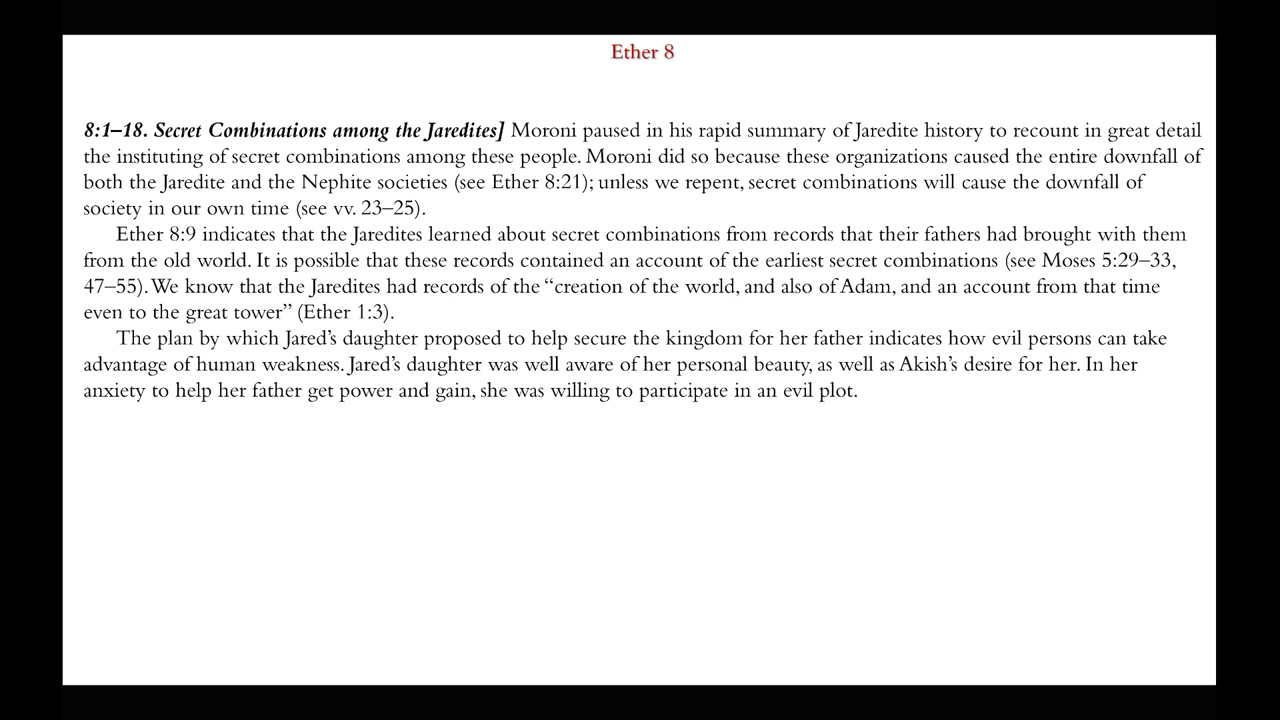 Ether 8
8:1–18. Secret Combinations among the Jaredites] Moroni paused in his rapid summary of Jaredite history to recount in great detail
the instituting of secret combinations among these people. Moroni did so because these organizations caused the entire downfall of
both the Jaredite and the Nephite societies (see Ether 8:21); unless we repent, secret combinations will cause the downfall of
society in our own time (see vv. 23–25).
Ether 8:9 indicates that the Jaredites learned about secret combinations from records that their fathers had brought with them
from the old world. It is possible that these records contained an account of the earliest secret combinations (see Moses 5:29–33,
47–55). We know that the Jaredites had records of the “creation of the world, and also of Adam, and an account from that time
even to the great tower” (Ether 1:3).
The plan by which Jared’s daughter proposed to help secure the kingdom for her father indicates how evil persons can take
advantage of human weakness. Jared’s daughter was well aware of her personal beauty, as well as Akish’s desire for her. In her
anxiety to help her father get power and gain, she was willing to participate in an evil plot.